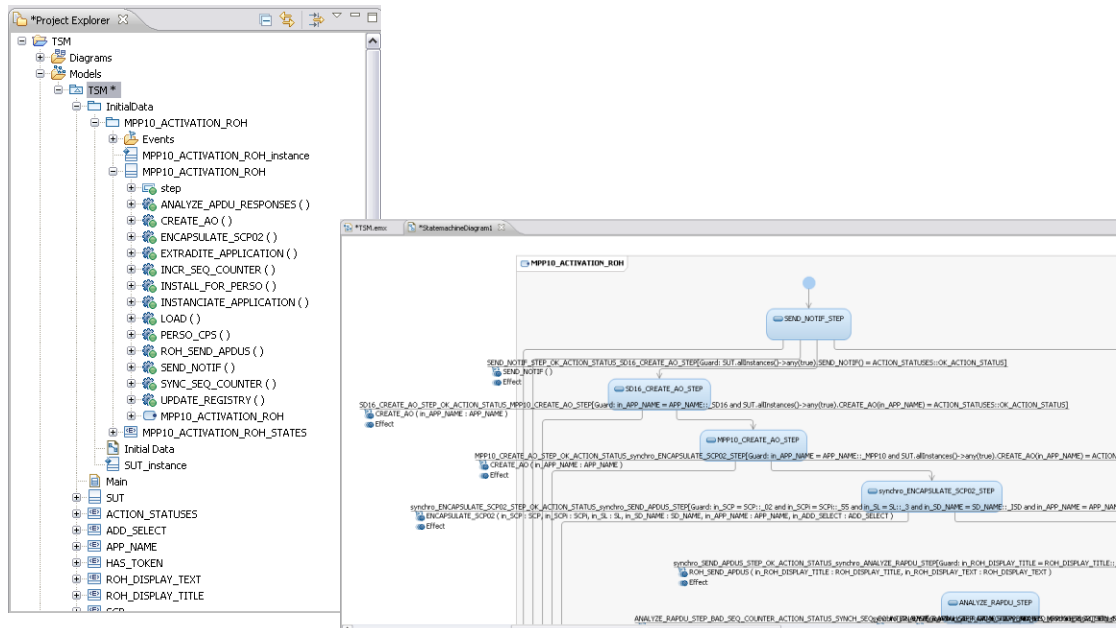 *Project Explorer
TSM
Diagrams
Models
TSM *
InitialData
MPP10_ACTIVATION_ROH
Events
MPP10_ACTIVATION_ROH_instance
MPP10_ACTIVATION_ROH
step
ANALYZE_APDU_RESPONSES ( )
CREATE_AO ( )
ENCAPSULATE_SCP02 ( )
EXTRADITE_APPLICATION ( )
INCR_SEQ_COUNTER ( )
INSTALL_FOR_PERSO ( )
INSTANCIATE_APPLICATION ( )
LOAD ( )
PERSO_CPS ( )
ROH_SEND_APDUS ( )
SEND_NOTIF ( )
SYNC_SEQ_COUNTER ( )
UPDATE_REGISTRY ( )
MPP10_ACTIVATION_ROH
MPP10_ACTIVATION_ROH_STATES
Initial Data
SUT_instance
Main
SUT
ACTION_STATUSES
ADD_SELECT
APP_NAME
HAS_TOKEN
ROH_DISPLAY_TEXT
ROH_DISPLAY_TITLE
*TSM.emx
*StatemachineDiagram1
MPP10_ACTIVATION_ROH
SEND_NOTIF_STEP
SEND_NOTIF_STEP_OK_ACTION_STATUS_SD16_CREATE_AO_STEP[Guard: SUT.allInstances()->any(true).SEND_NOTIF() = ACTION_STATUSES::OK_ACTION_STATUS]
SEND_NOTIF ( )
Effect
SD16_CREATE_AO_STEP
SD16_CREATE_AO_STEP_OK_ACTION_STATUS_MPP10_CREATE_AO_STEP[Guard: in_APP_NAME = APP_NAME::_SD16 and SUT.allInstances()->any(true).CREATE_AO(in_APP_NAME) = ACTION_STATUSES::OK_ACTION_STATUS]
CREATE_AO ( in_APP_NAME : APP_NAME )
Effect
MPP10_CREATE_AO_STEP
MPP10_CREATE_AO_STEP_OK_ACTION_STATUS_synchro_ENCAPSULATE_SCP02_STEP[Guard: in_APP_NAME = APP_NAME::_MPP10 and SUT.allInstances()->any(true).CREATE_AO(in_APP_NAME) = ACTION
CREATE_AO ( in_APP_NAME : APP_NAME )
Effect
synchro_ENCAPSULATE_SCP02_STEP
synchro_ENCAPSULATE_SCP02_STEP_OK_ACTION_STATUS_synchro_SEND_APDUS_STEP[Guard: in_SCP = SCP::_02 and in_SCPi = SCPi::_55 and in_SL = SL::_3 and in_SD_NAME = SD_NAME::_ISD and in_APP_NAME = APP_NAM
ENCAPSULATE_SCP02 ( in_SCP : SCP, in_SCPi : SCPi, in_SL : SL, in_SD_NAME : SD_NAME, in_APP_NAME : APP_NAME, in_ADD_SELECT : ADD_SELECT )
Effect
synchro_SEND_APDUS_STEP_OK_ACTION_STATUS_synchro_ANALYZE_RAPDU_STEP[Guard: in_ROH_DISPLAY_TITLE = ROH_DISPLAY_TITLE::_
ROH_SEND_APDUS ( in_ROH_DISPLAY_TITLE : ROH_DISPLAY_TITLE, in_ROH_DISPLAY_TEXT : ROH_DISPLAY_TEXT )
Effect
ANALYZE_RAPDU_STEP